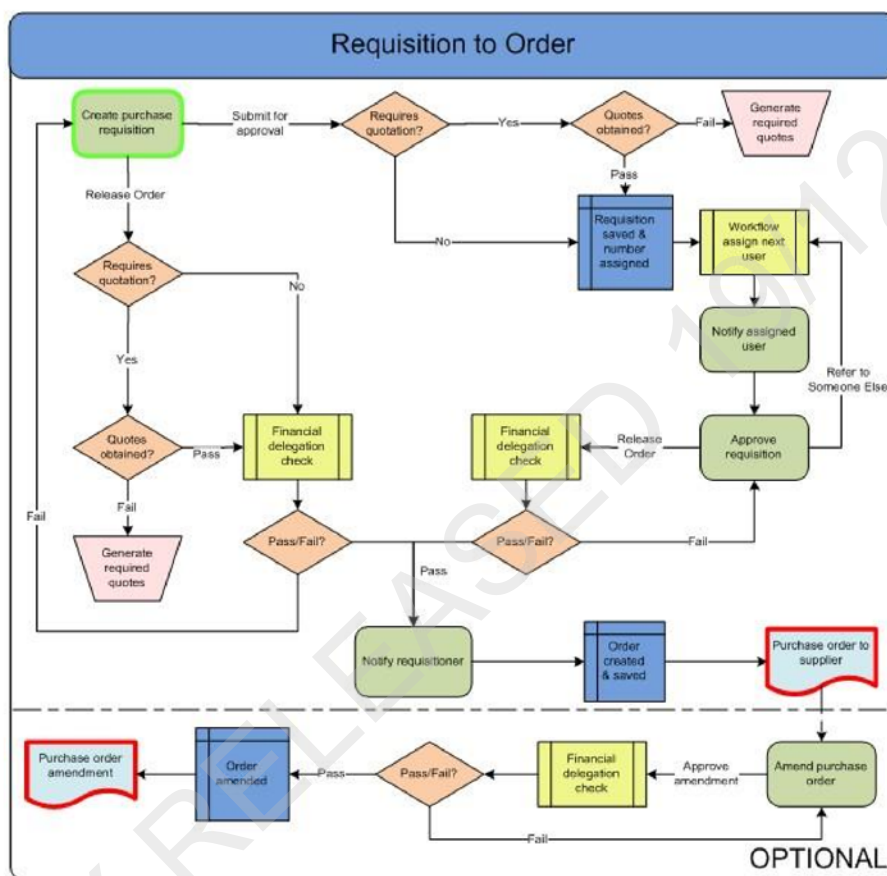 Requisition to Order
Create purchase
requisition
Submit for
approval
Requires
quotation?
Yes
Quotes
obtained?
Fail
Generate
required
quotes
Pass
Release Order
Requisition
saved &
number
assigned
Workflow
assign next
user
No
Requires
quotation?
No
Notify assigned
user
Yes
Refer to
Someone Else
Quotes
obtained?
Pass
Financial
delegation
check
Financial
delegation
check
Release
Order
Approve
requisition
Fail
Fail
Generate
required
quotes
Pass/Fail?
Pass
Pass/Fail?
Fail
Notify requisitioner
Order
created
& saved
Purchase order to
supplier
Purchase order
amendment
Order
amended
Pass
Pass/Fail?
Financial
delegation
check
Approve
amendment
Amend purchase
order
Fail
OPTIONAL
RELEASED 19/12